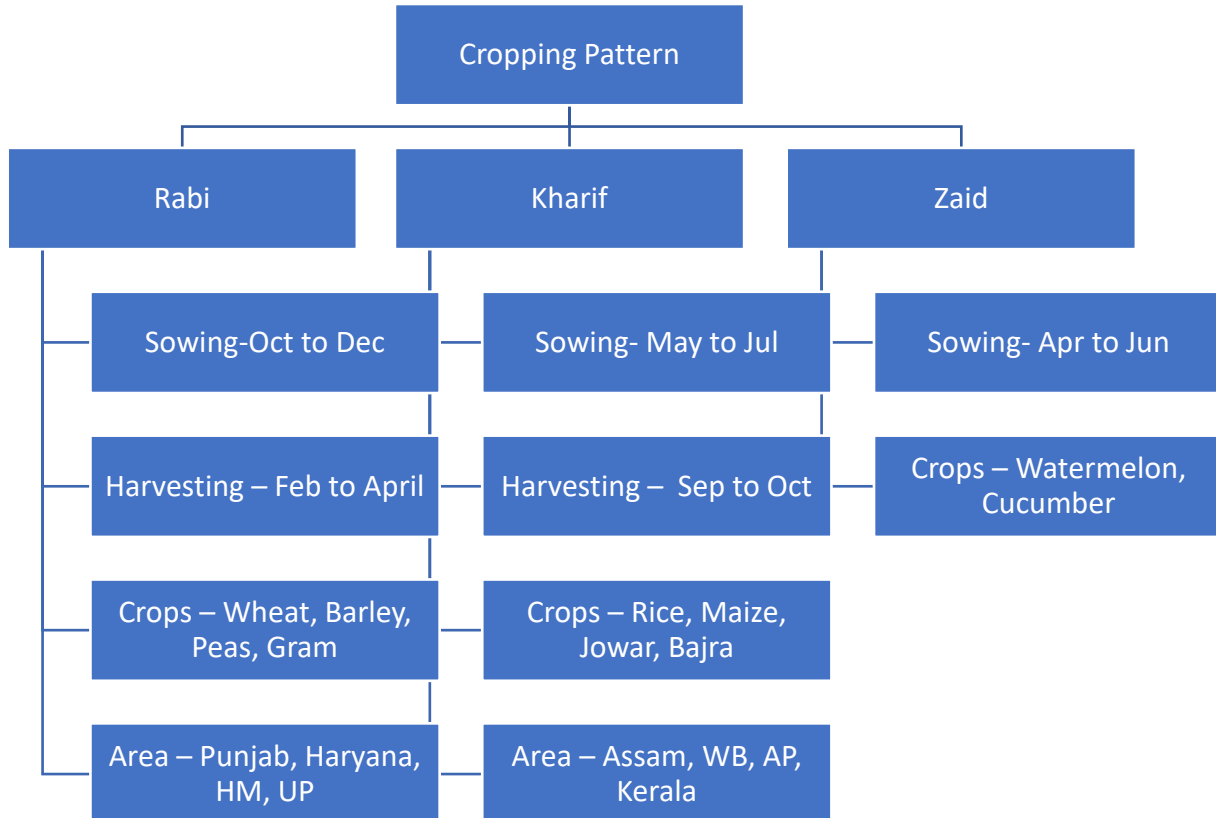 Cropping Pattern
Rabi
Kharif
Zaid
Sowing-Oct to Dec
Sowing- May to Jul
Sowing- Apr to Jun
Harvesting – Feb to April
Harvesting – Sep to Oct
Crops – Watermelon,
Cucumber
Crops – Wheat, Barley,
Peas, Gram
Crops – Rice, Maize,
Jowar, Bajra
Area – Punjab, Haryana,
HM, UP
Area – Assam, WB, AP,
Kerala